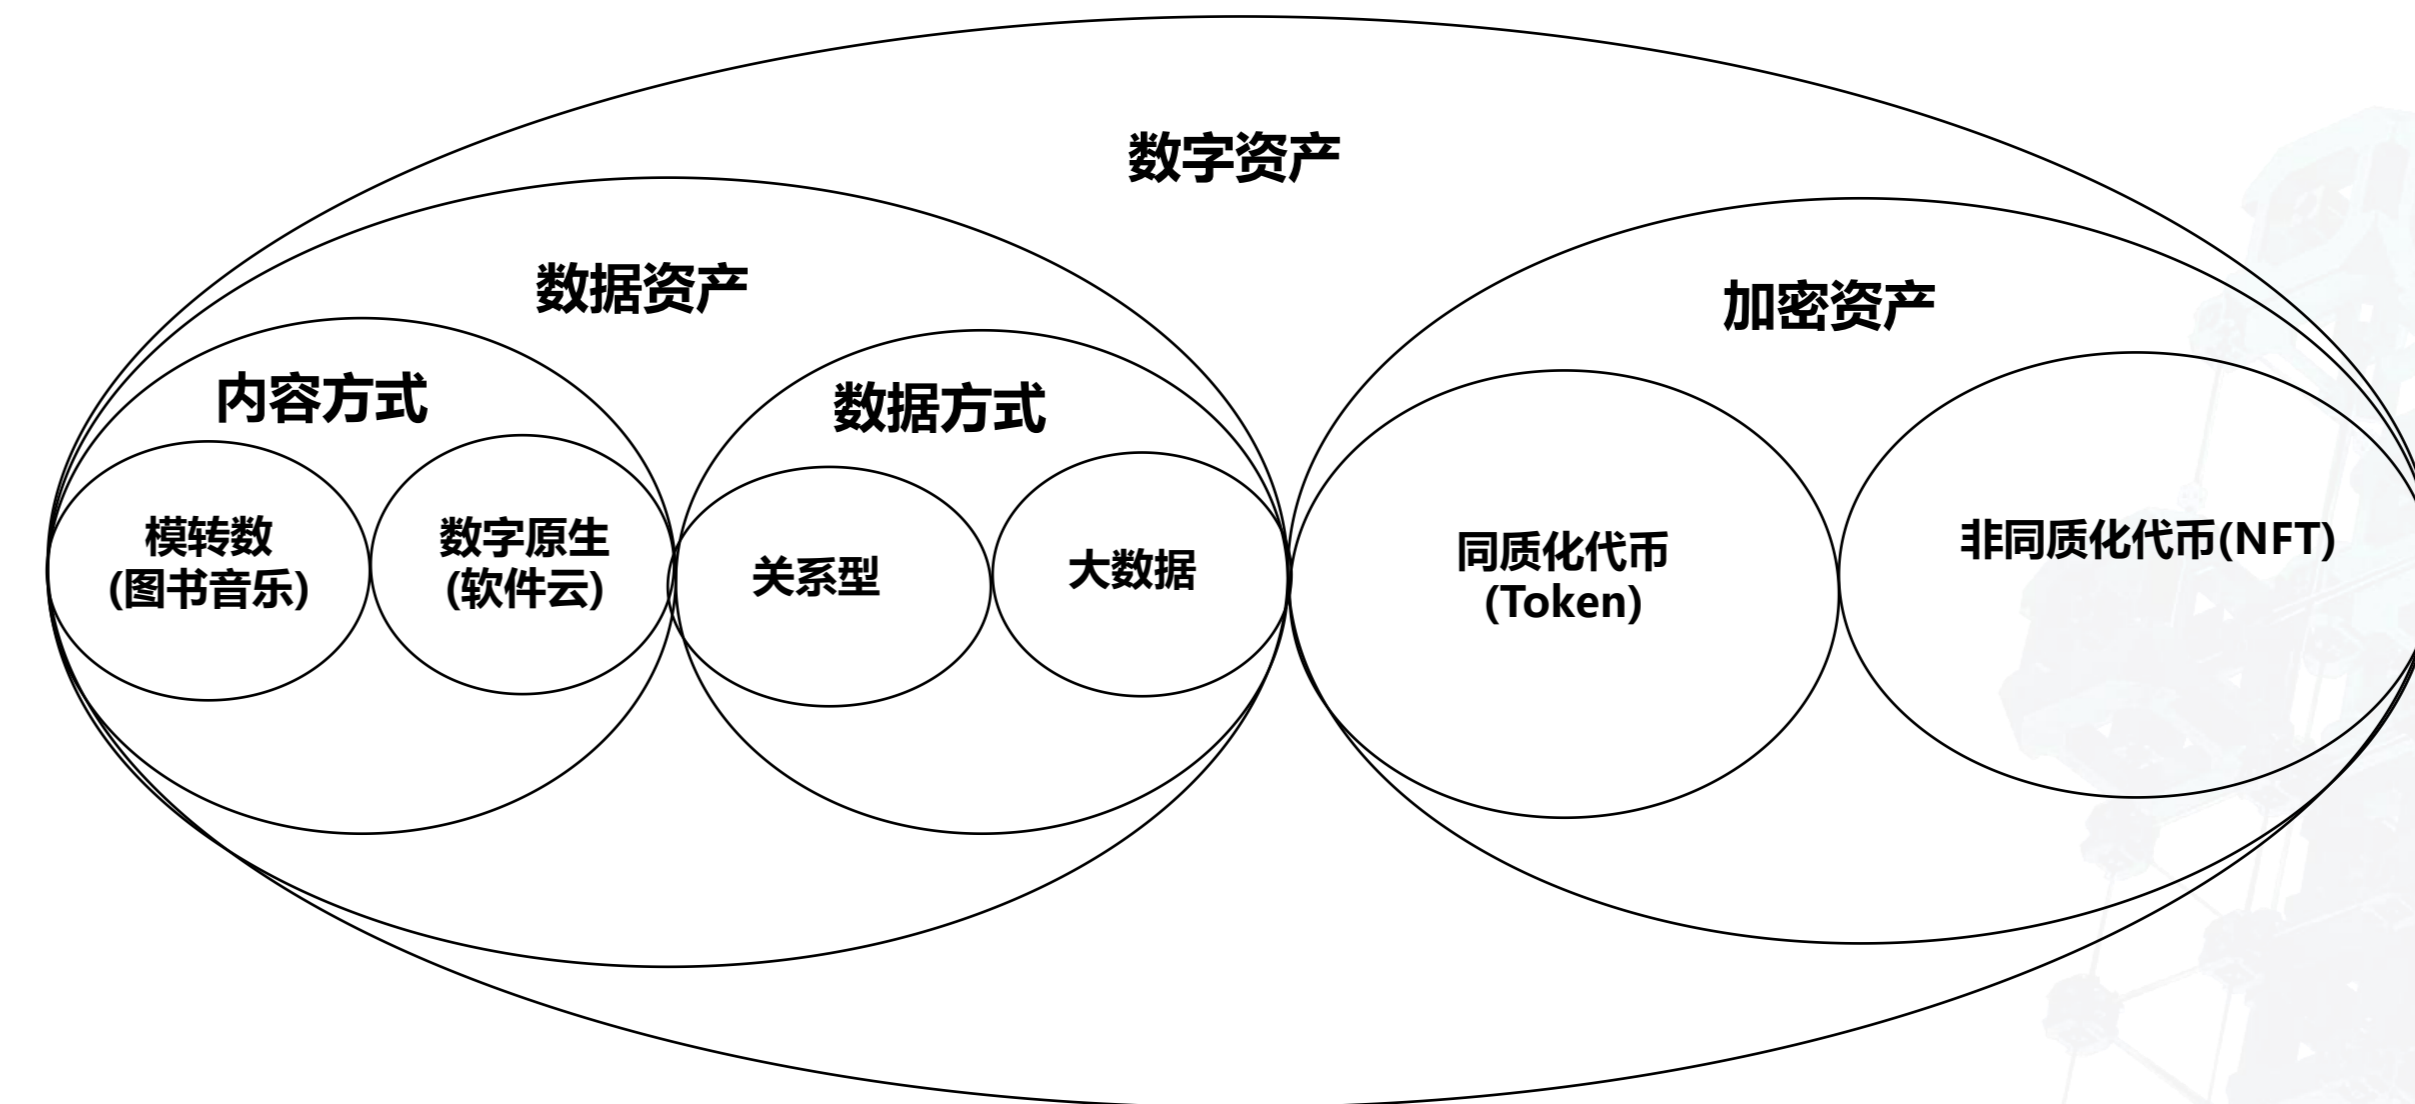 数字资产
数据资产
加密资产
内容方式
数据方式
模转数
(图书音乐)
数字原生
(软件云)
关系型
大数据
同质化代币
(Token)
非同质化代币(NFT)